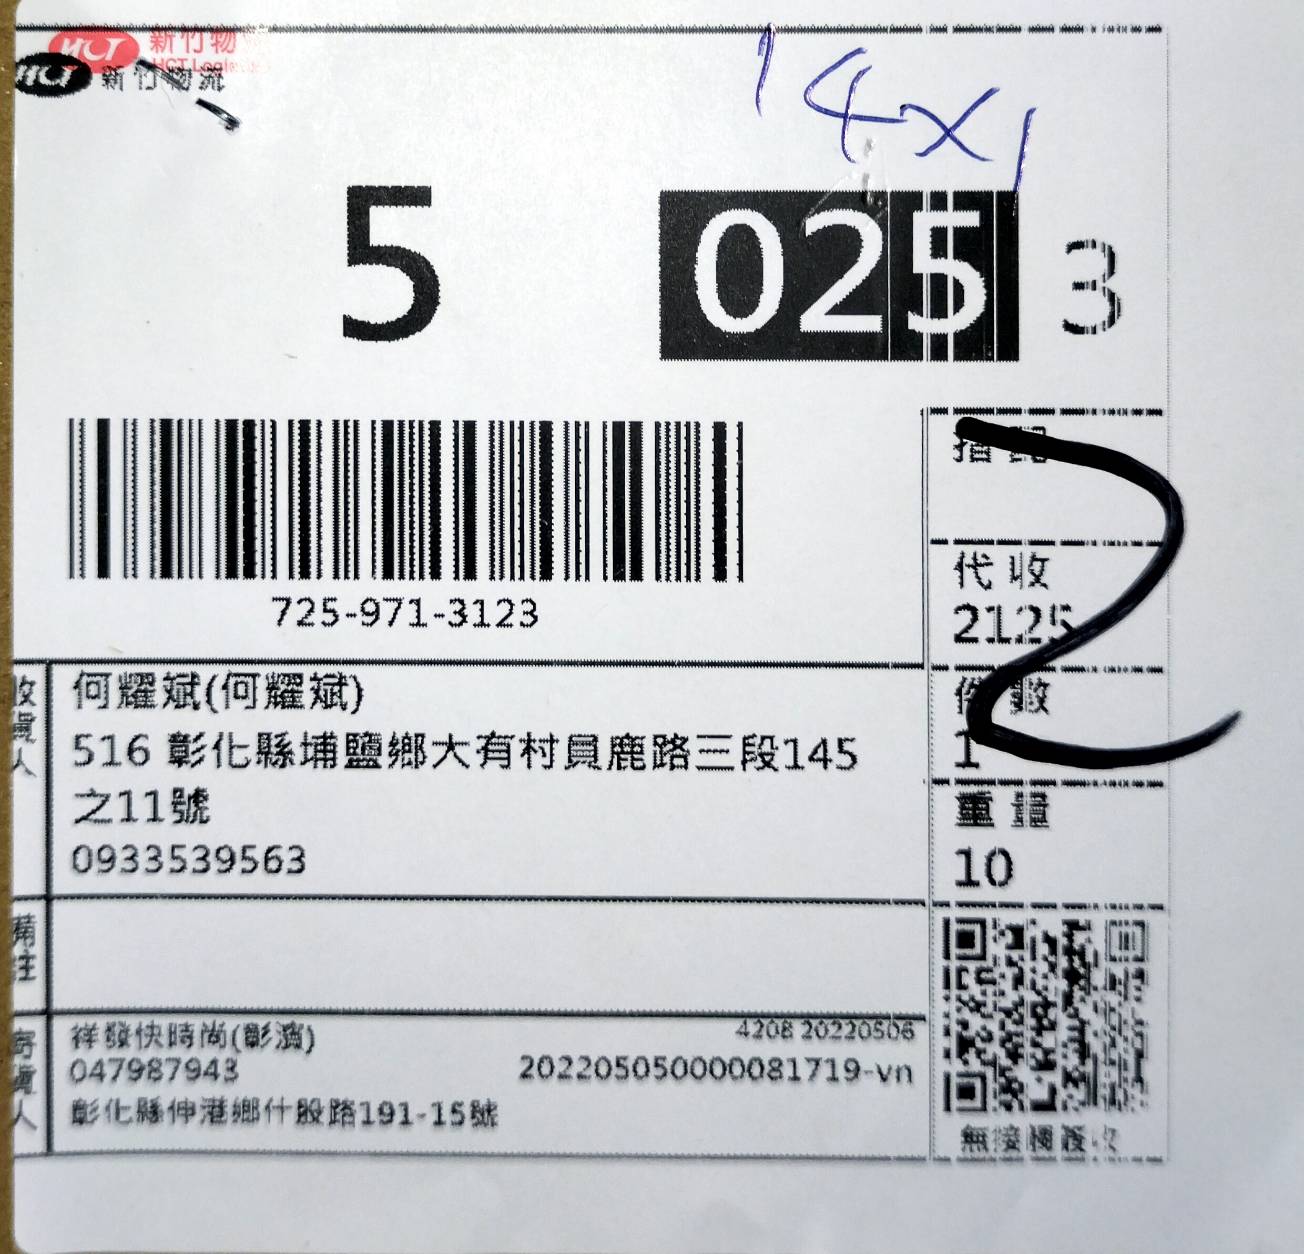 HCT 新竹物流
HCT Logis
HCT 新竹物流
14x1
5 025 3
725-971-3123
指配
代收
2125
件數
1
重量
10
2
收貨人
何耀斌(何耀斌)
516 彰化縣埔鹽鄉大有村員鹿路三段145
之11號
0933539563
備註
寄貨人
祥發快時尚(彰濱)
4208 20220506
047987943
202205050000081719-vn
彰化縣伸港鄉什股路191-15號
無接觸簽收